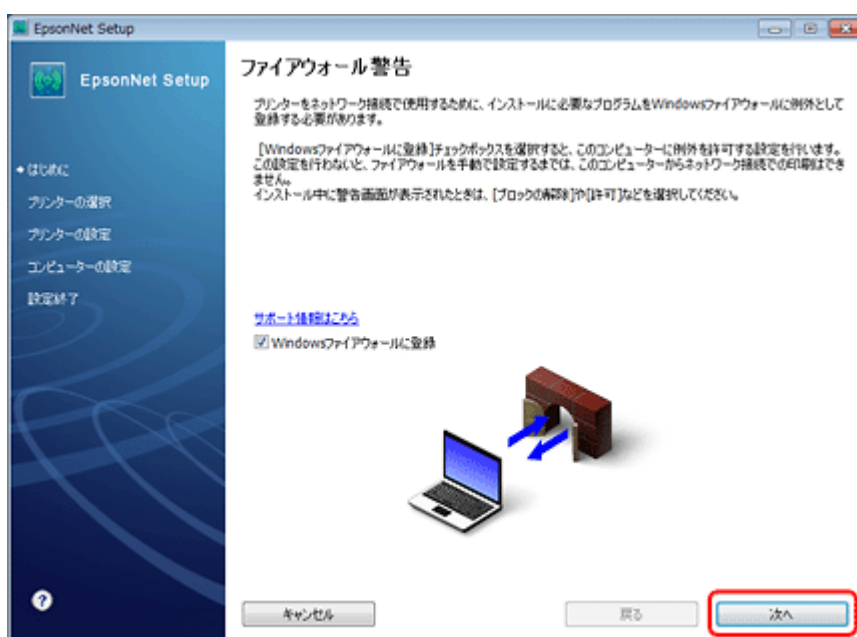 EpsonNet Setup
EpsonNet Setup
ファイアウォール警告
プリンターをネットワーク接続で使用するために、インストールに必要なプログラムをWindowsファイアウォールに例外として
登録する必要があります。
[Windowsファイアウォールに登録]チェックボックスを選択すると、このコンピューターに例外を許可する設定を行います。
この設定を行わないと、ファイアウォールを手動で設定するまでは、このコンピューターからネットワーク接続での印刷はでき
ません。
インストール中に警告画面が表示されたときは、[ブロックの解除]や[許可]などを選択してください。
はじめに
プリンターの選択
プリンターの設定
コンピューターの設定
設定終了
サポート情報はこちら
Windowsファイアウォールに登録
?
キャンセル
戻る
次へ